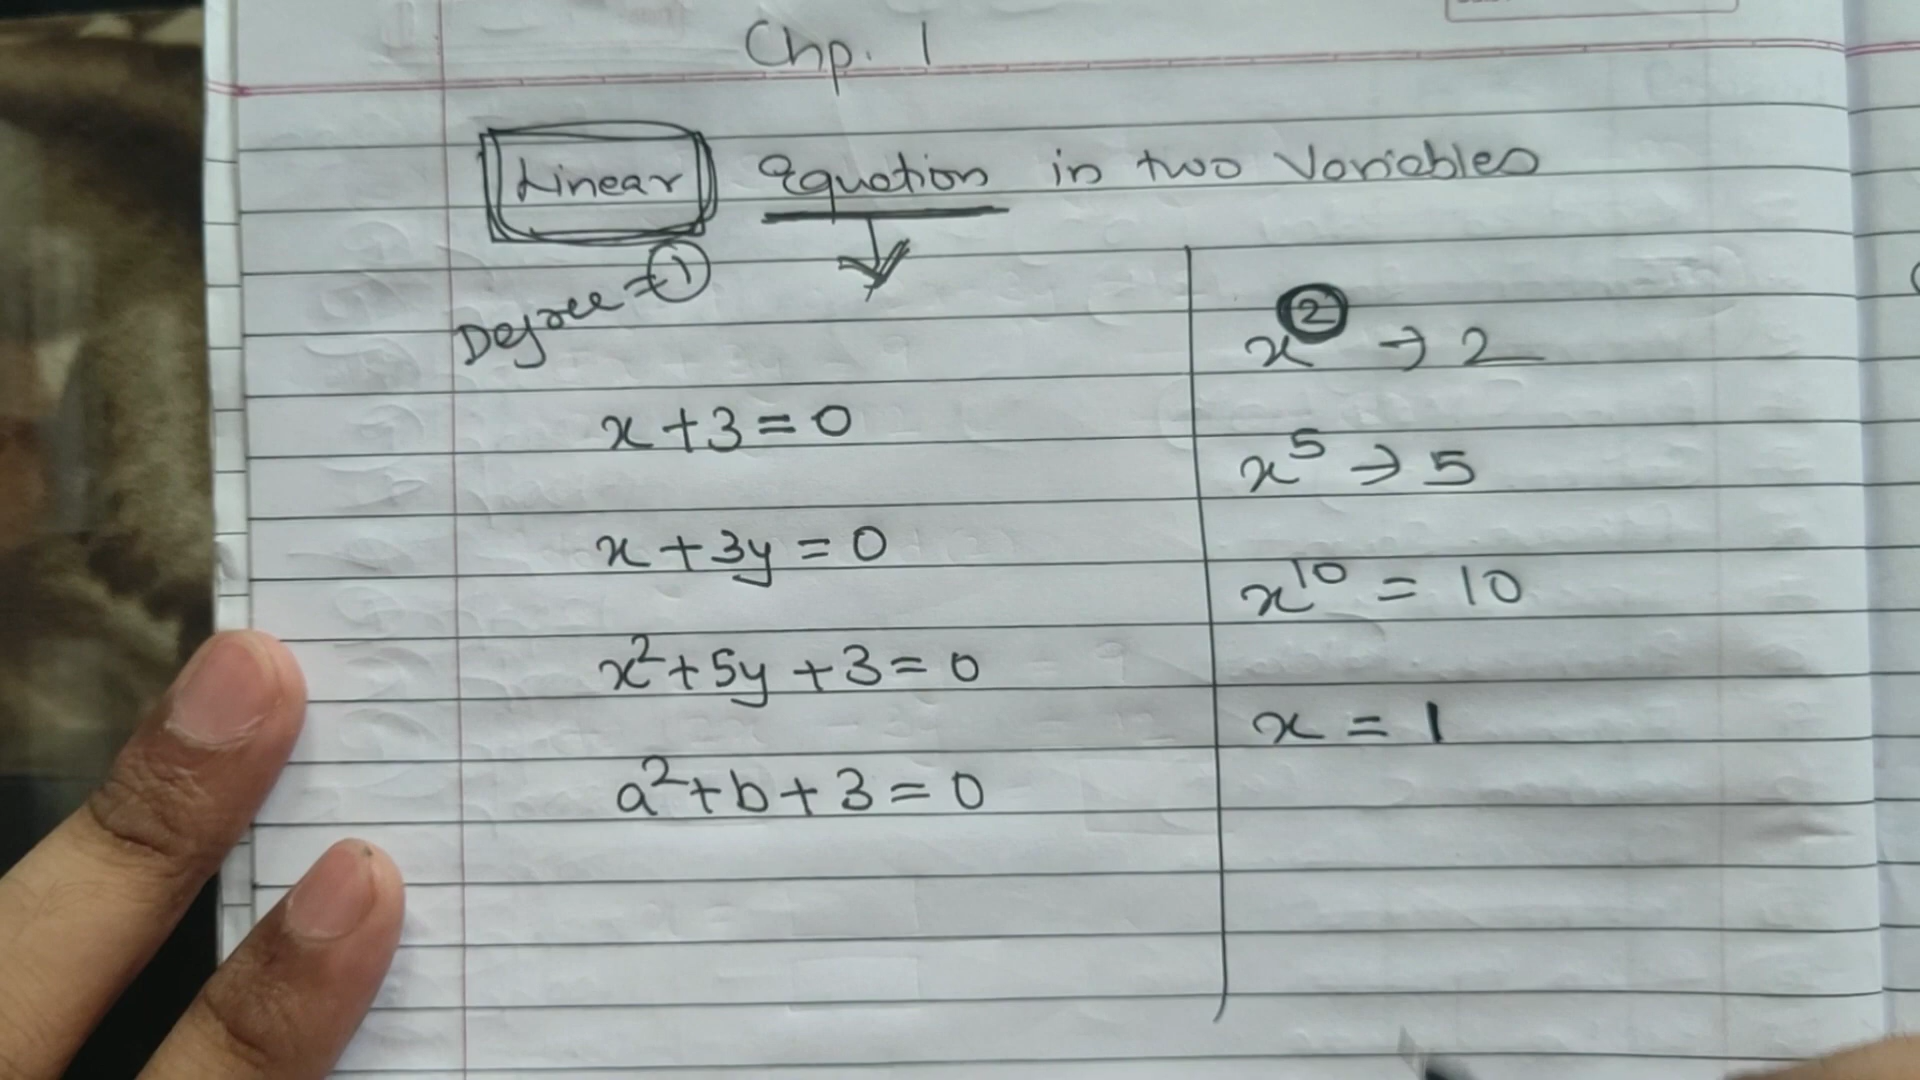 Chp. 1
Linear Equation in two Variables
Degree = 1
x + 3 = 0
x + 3y = 0
x² + 5y + 3 = 0
a² + b + 3 = 0
x² → 2
x⁵ → 5
x¹⁰ = 10
x = 1